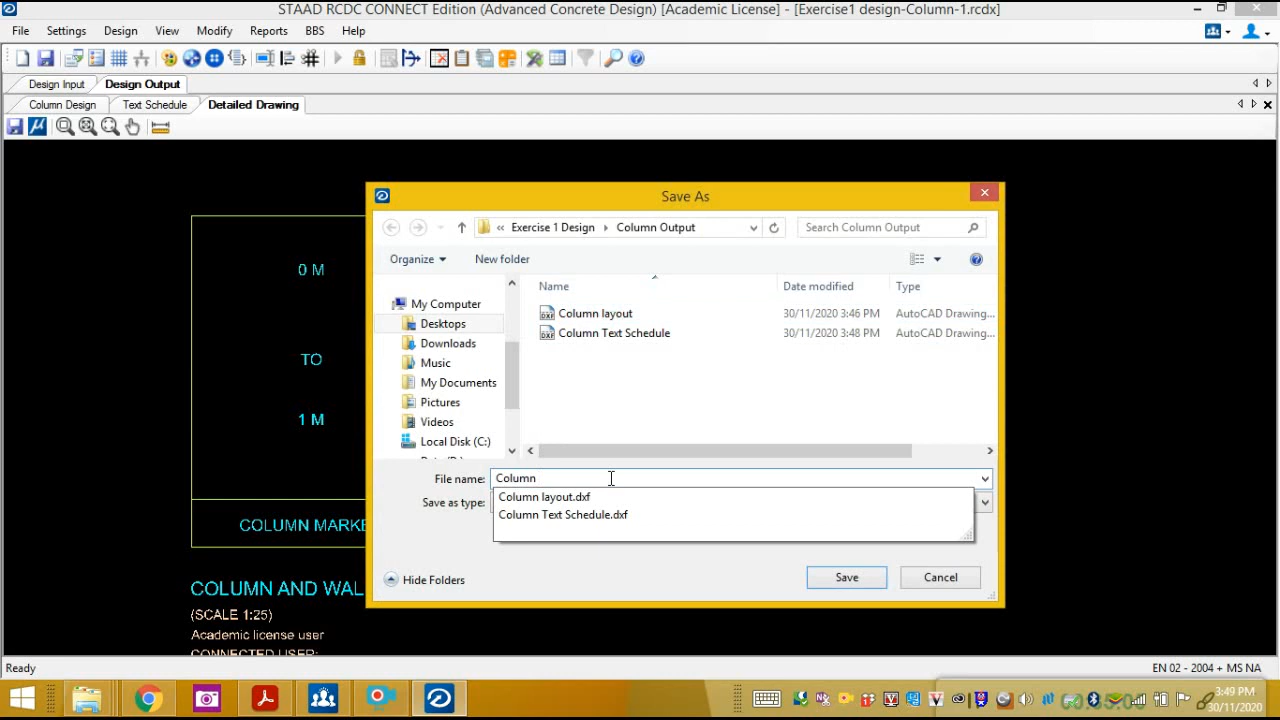 STAAD RCDC CONNECT Edition (Advanced Concrete Design) [Academic License] - [Exercise1 design-Column-1.rcdx]
File Settings Design View Modify Reports BBS Help
Design Input Design Output
Column Design Text Schedule Detailed Drawing
Save As
« Exercise 1 Design Column Output Search Column Output
Organize New folder
Name Date modified Type
My Computer
Desktops
Downloads
Music
My Documents
Pictures
Videos
Local Disk (C:)
Column layout 30/11/2020 3:46 PM AutoCAD Drawing...
Column Text Schedule 30/11/2020 3:48 PM AutoCAD Drawing...
File name: Column
Save as type:
Column layout.dxf
Column Text Schedule.dxf
Hide Folders Save Cancel
0 M
TO
1 M
COLUMN MARKE
COLUMN AND WAL
(SCALE 1:25)
Academic license user
CONNECTED USER:
Ready EN 02 - 2004 + MS NA
3:49 PM
30/11/2020